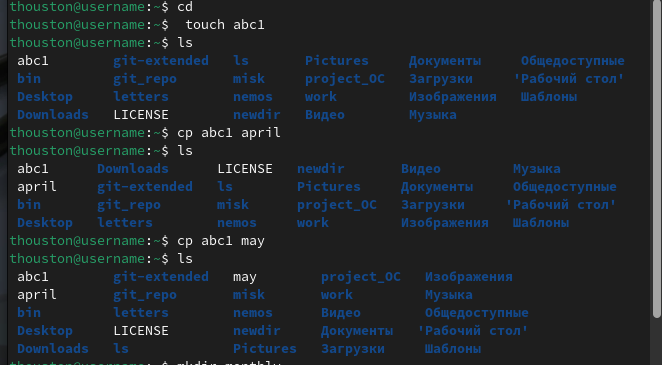 thouston@username:~$ cd
thouston@username:~$  touch abc1
thouston@username:~$ ls
abc1 git-extended ls Pictures Документы Общедоступные
bin git_repo misk project_OC Загрузки 'Рабочий стол'
Desktop letters nemos work Изображения Шаблоны
Downloads LICENSE newdir Видео Музыка
thouston@username:~$ cp abc1 april
thouston@username:~$ ls
abc1 Downloads LICENSE newdir Видео Музыка
april git-extended ls Pictures Документы Общедоступные
bin git_repo misk project_OC Загрузки 'Рабочий стол'
Desktop letters nemos work Изображения Шаблоны
thouston@username:~$ cp abc1 may
thouston@username:~$ ls
abc1 git-extended may project_OC Изображения
april git_repo misk work Музыка
bin letters nemos Видео Общедоступные
Desktop LICENSE newdir Документы 'Рабочий стол'
Downloads ls Pictures Загрузки Шаблоны
thouston@username:~$ mkdir monthly